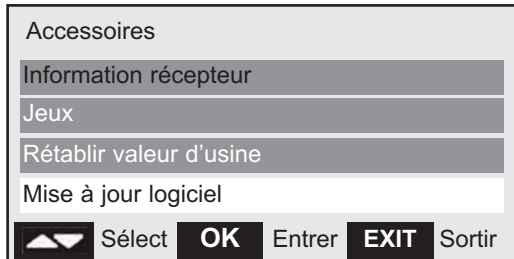 Accessoires
Information récepteur
Jeux
Rétablir valeur d'usine
Mise à jour logiciel
Sélect OK Entrer EXIT Sortir